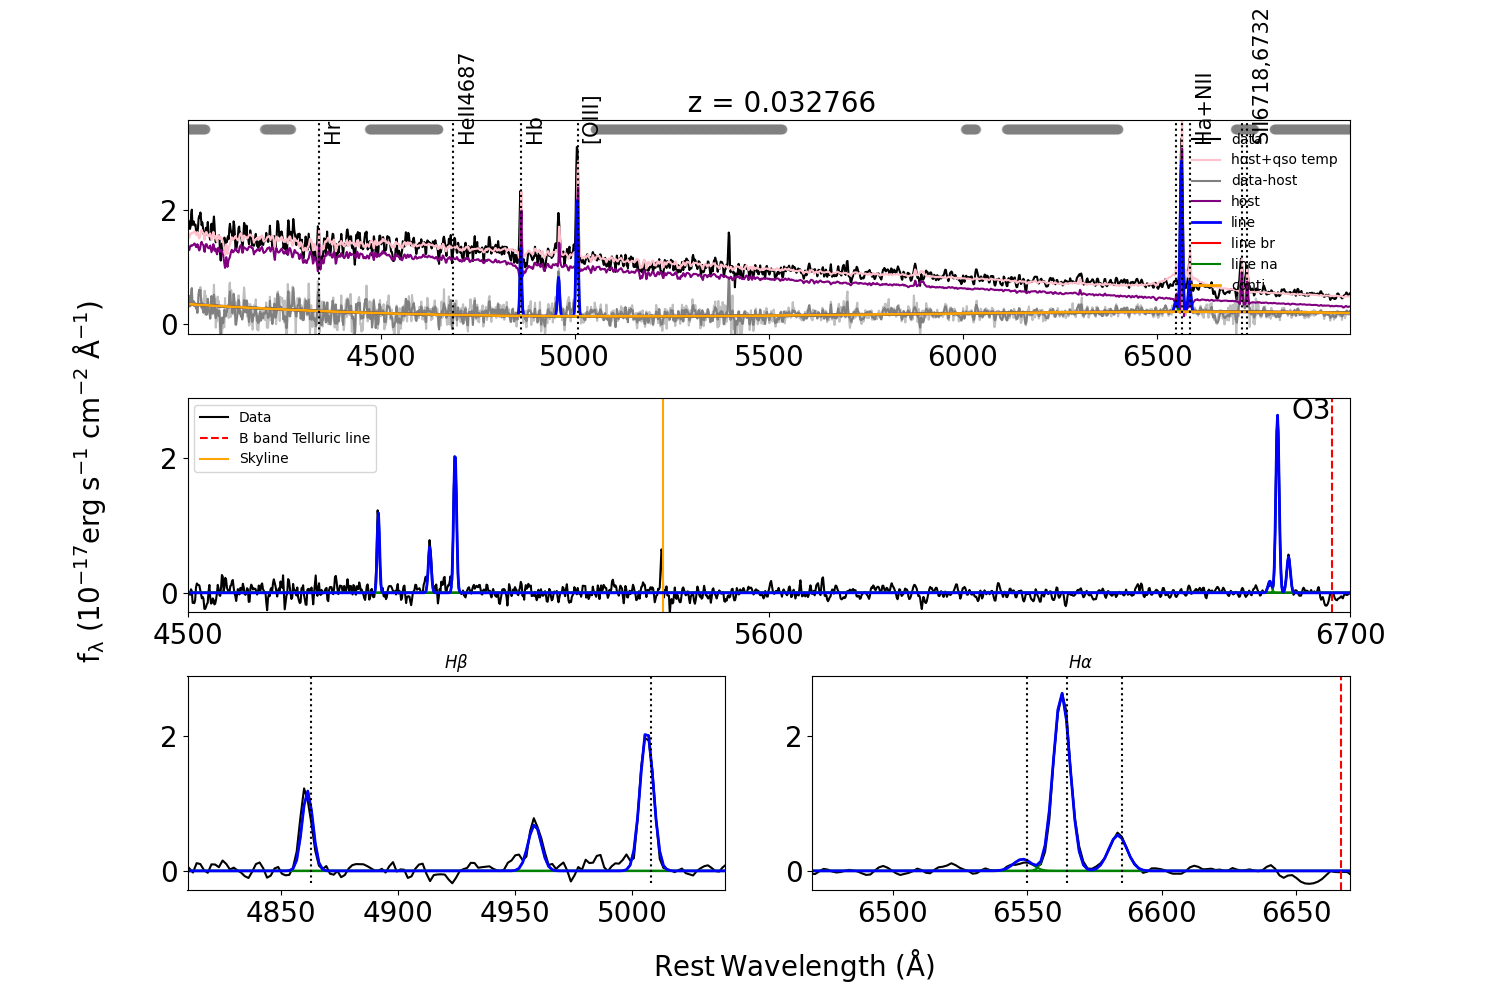 z = 0.032766
Hr
HeII4687
Hb
[OIII]
Ha+NII
SII6718,6732
data
host+qso temp
data-host
host
line
line br
line na
conti
2
0
4500 5000 5500 6000 6500
Data
B band Telluric line
Skyline
O3
2
0
4500 5600 6700
fλ (10⁻¹⁷erg s⁻¹ cm⁻² Å⁻¹)
Hβ
2
0
4850 4900 4950 5000
Hα
2
0
6500 6550 6600 6650
Rest Wavelength (Å)